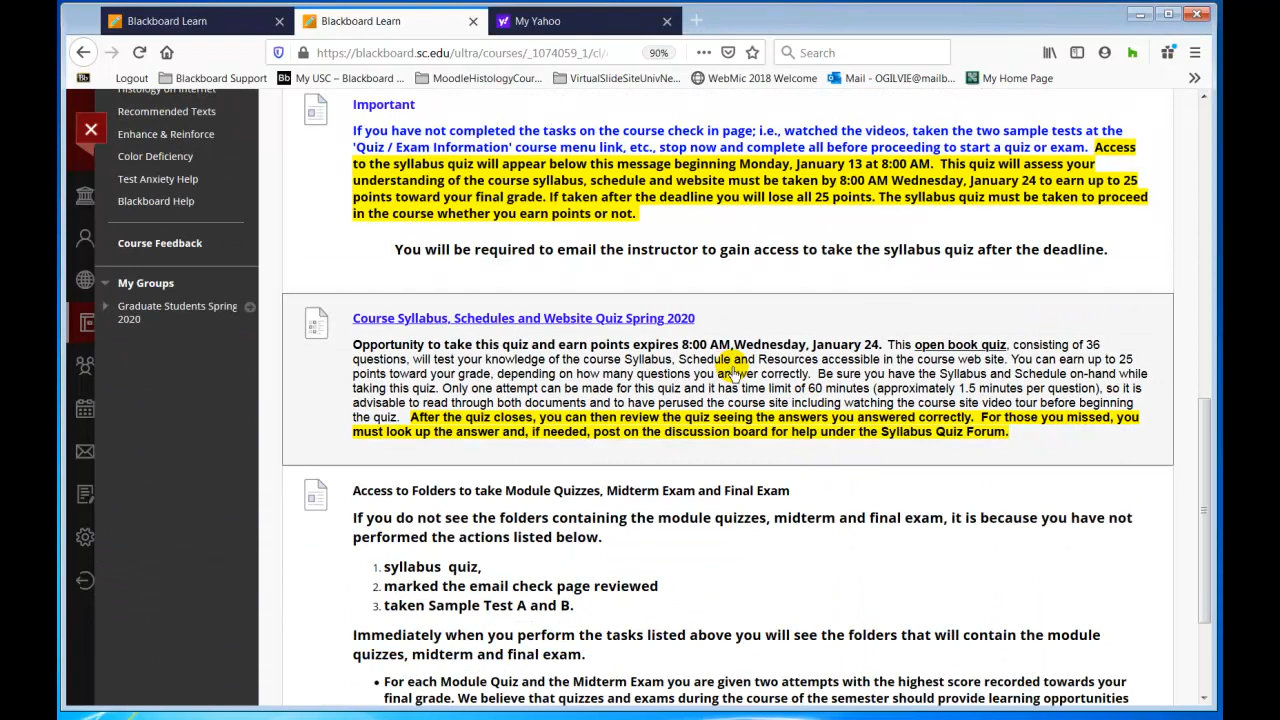 Blackboard Learn
Blackboard Learn
My Yahoo
https://blackboard.sc.edu/ultra/courses/_1074059_1/cl/
90%
Search
Bb
Logout
Blackboard Support
Bb My USC – Blackboard ...
MoodleHistologyCour...
VirtualSlideSiteUnivNe...
WebMic 2018 Welcome
Mail - OGILVIE@mailb...
My Home Page
Histology on Internet
Recommended Texts
Enhance & Reinforce
Color Deficiency
Test Anxiety Help
Blackboard Help
Course Feedback
My Groups
Graduate Students Spring
2020
Important
If you have not completed the tasks on the course check in page; i.e., watched the videos, taken the two sample tests at the
'Quiz / Exam Information' course menu link, etc., stop now and complete all before proceeding to start a quiz or exam. Access
to the syllabus quiz will appear below this message beginning Monday, January 13 at 8:00 AM. This quiz will assess your
understanding of the course syllabus, schedule and website must be taken by 8:00 AM Wednesday, January 24 to earn up to 25
points toward your final grade. If taken after the deadline you will lose all 25 points. The syllabus quiz must be taken to proceed
in the course whether you earn points or not.
You will be required to email the instructor to gain access to take the syllabus quiz after the deadline.
Course Syllabus, Schedules and Website Quiz Spring 2020
Opportunity to take this quiz and earn points expires 8:00 AM,Wednesday, January 24. This open book quiz, consisting of 36
questions, will test your knowledge of the course Syllabus, Schedule and Resources accessible in the course web site. You can earn up to 25
points toward your grade, depending on how many questions you answer correctly. Be sure you have the Syllabus and Schedule on-hand while
taking this quiz. Only one attempt can be made for this quiz and it has time limit of 60 minutes (approximately 1.5 minutes per question), so it is
advisable to read through both documents and to have perused the course site including watching the course site video tour before beginning
the quiz. After the quiz closes, you can then review the quiz seeing the answers you answered correctly. For those you missed, you
must look up the answer and, if needed, post on the discussion board for help under the Syllabus Quiz Forum.
Access to Folders to take Module Quizzes, Midterm Exam and Final Exam
If you do not see the folders containing the module quizzes, midterm and final exam, it is because you have not
performed the actions listed below.
1. syllabus quiz,
2. marked the email check page reviewed
3. taken Sample Test A and B.
Immediately when you perform the tasks listed above you will see the folders that will contain the module
quizzes, midterm and final exam.
• For each Module Quiz and the Midterm Exam you are given two attempts with the highest score recorded towards your
final grade. We believe that quizzes and exams during the course of the semester should provide learning opportunities